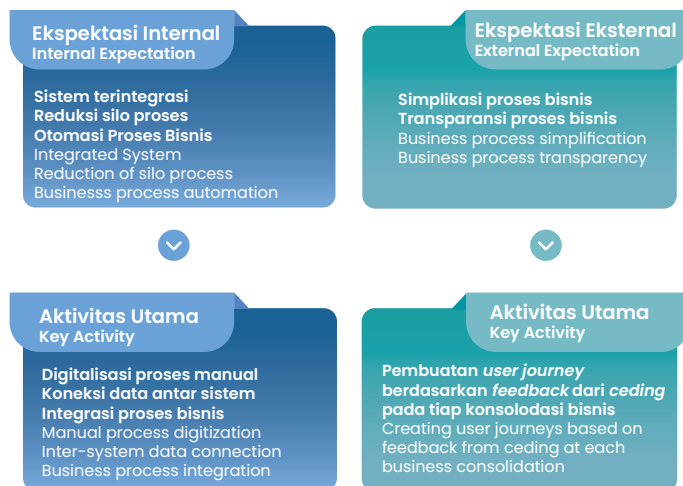 Ekspektasi Internal
Internal Expectation
Sistem terintegrasi
Reduksi silo proses
Otomasi Proses Bisnis
Integrated System
Reduction of silo process
Businesss process automation
Ekspektasi Eksternal
External Expectation
Simplikasi proses bisnis
Transparansi proses bisnis
Business process simplification
Business process transparency
Aktivitas Utama
Key Activity
Digitalisasi proses manual
Koneksi data antar sistem
Integrasi proses bisnis
Manual process digitization
Inter-system data connection
Business process integration
Aktivitas Utama
Key Activity
Pembuatan user journey
berdasarkan feedback dari ceding
pada tiap konsolodasi bisnis
Creating user journeys based on
feedback from ceding at each
business consolidation